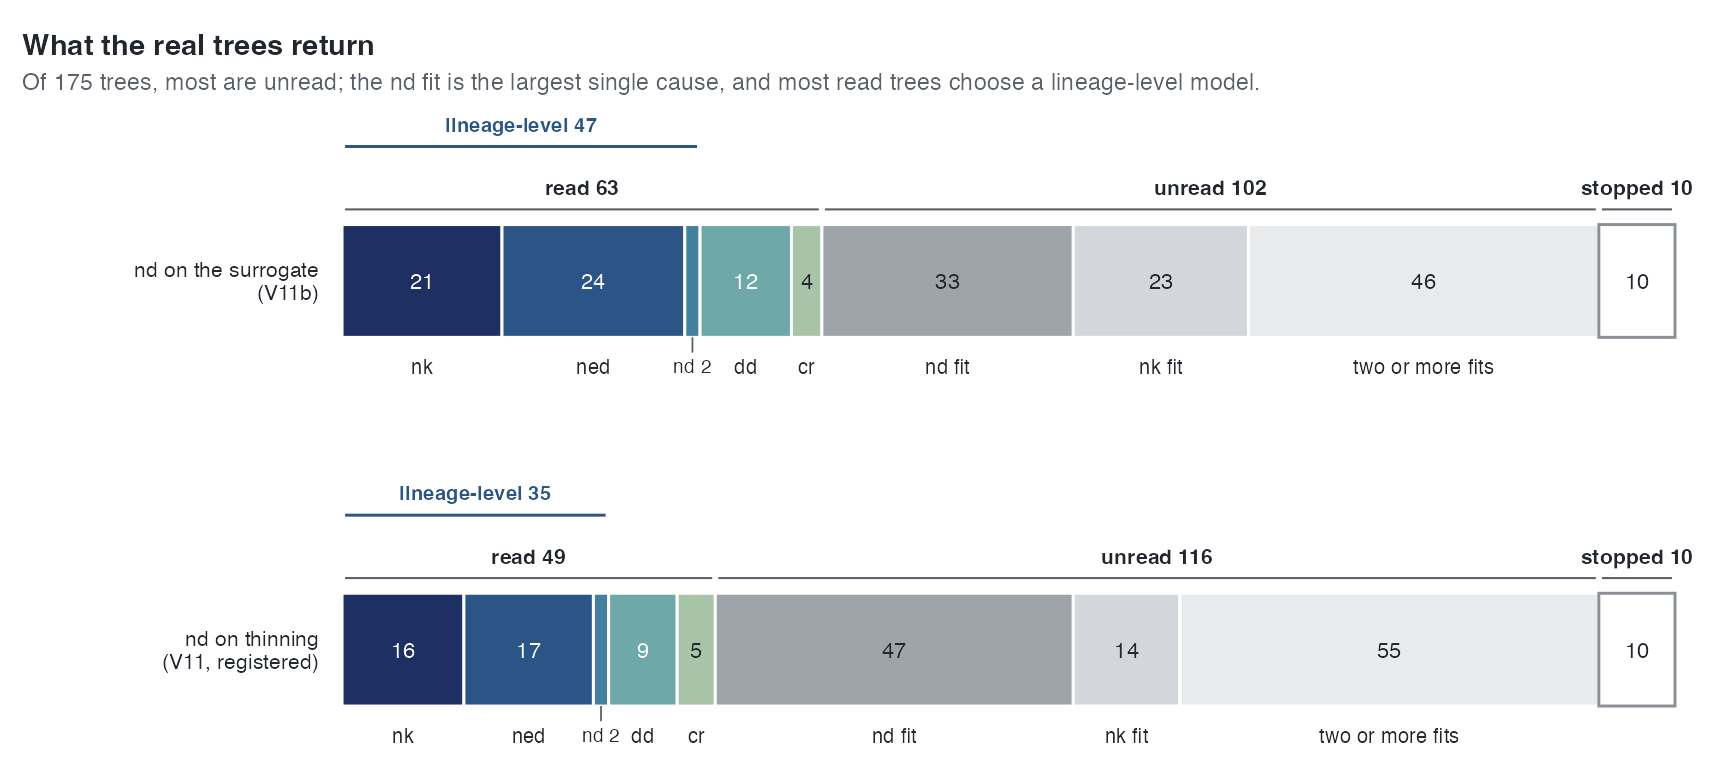 What the real trees return
Of 175 trees, most are unread; the nd fit is the largest single cause, and most read trees choose a lineage-level model.
lIneage-level 47
read 63
unread 102
stopped 10
nd on the surrogate
(V11b)
21
24
12
4
33
23
46
10
nk
ned
nd 2
dd
cr
nd fit
nk fit
two or more fits
lIneage-level 35
read 49
unread 116
stopped 10
nd on thinning
(V11, registered)
16
17
9
5
47
14
55
10
nk
ned
nd 2
dd
cr
nd fit
nk fit
two or more fits